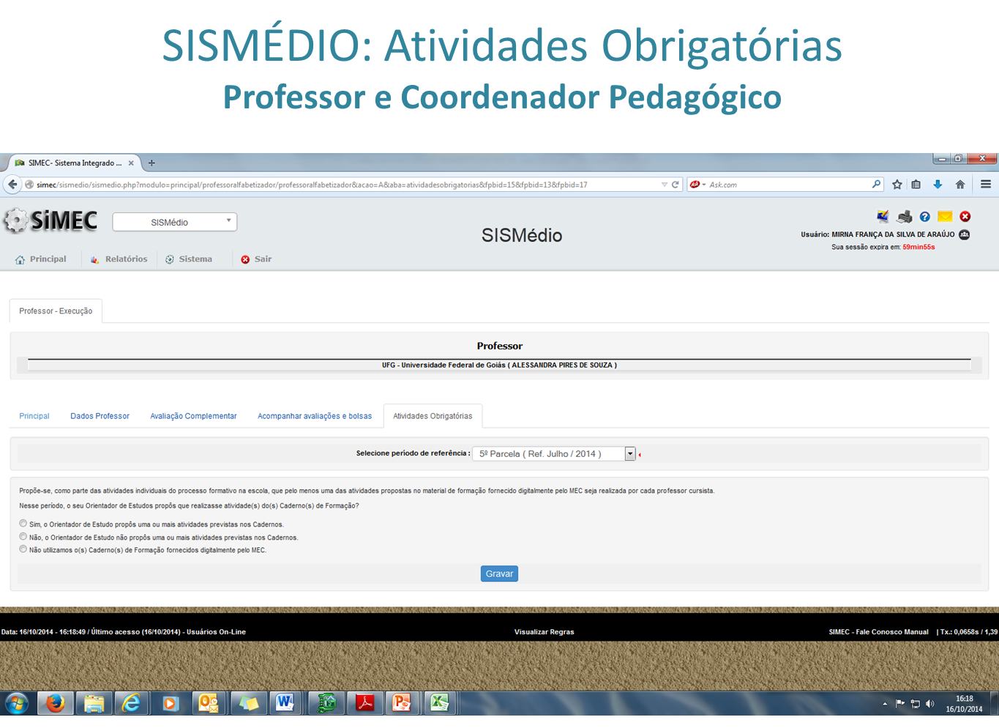 SISMÉDIO: Atividades Obrigatórias
Professor e Coordenador Pedagógico
SIMEC- Sistema Integrado ... × +
simec/sismedio/sismedio.php?modulo=principal/professoralfabetizador/professoralfabetizador&acao=A&aba=atividadesobrigatorias&fpbid=15&fpbid=13&fpbid=17
Ask.com
SiMEC
SISMédio
SISMédio
Usuário: MIRNA FRANÇA DA SILVA DE ARAÚJO
Sua sessão expira em: 59min55s
Principal Relatórios Sistema Sair
Professor - Execução
Professor
UFG - Universidade Federal de Goiás ( ALESSANDRA PIRES DE SOUZA )
Principal Dados Professor Avaliação Complementar Acompanhar avaliações e bolsas Atividades Obrigatórias
Selecione período de referência : 5ª Parcela ( Ref. Julho / 2014 )
Propõe-se, como parte das atividades individuais do processo formativo na escola, que pelo menos uma das atividades propostas no material de formação fornecido digitalmente pelo MEC seja realizada por cada professor cursista.
Nesse período, o seu Orientador de Estudos propôs que realizasse atividade(s) do(s) Caderno(s) de Formação?
Sim, o Orientador de Estudo propôs uma ou mais atividades previstas nos Cadernos.
Não, o Orientador de Estudo não propôs uma ou mais atividades previstas nos Cadernos.
Não utilizamos o(s) Caderno(s) de Formação fornecidos digitalmente pelo MEC.
Gravar
Data: 16/10/2014 - 16:18:49 / Último acesso (16/10/2014) - Usuários On-Line Visualizar Regras SIMEC - Fale Conosco Manual | Tx.: 0,0658s / 1,39
16:18
16/10/2014